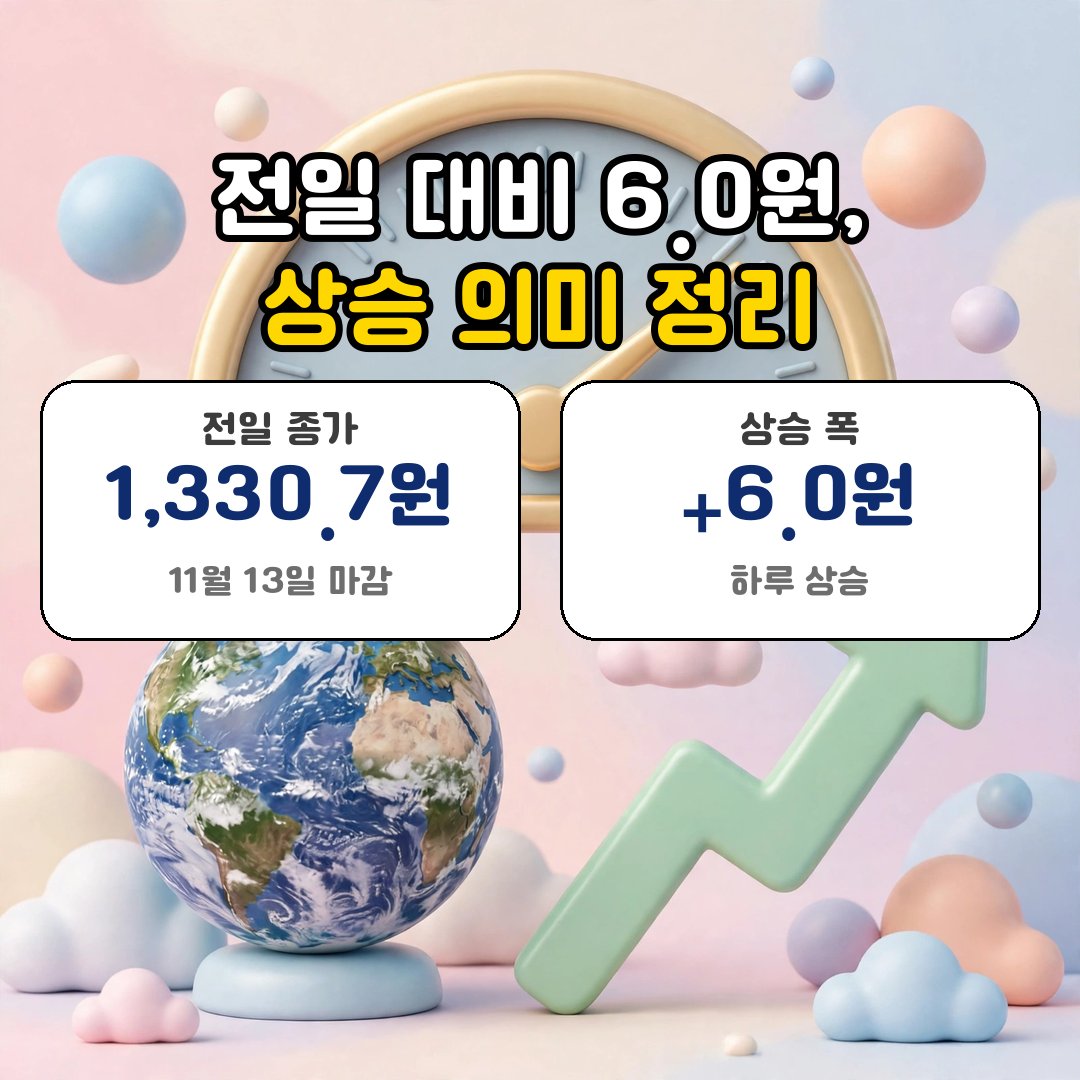 전일 대비 6.0원,
상승 의미 정리
전일 종가
1,330.7원
11월 13일 마감
상승 폭
+6.0원
하루 상승